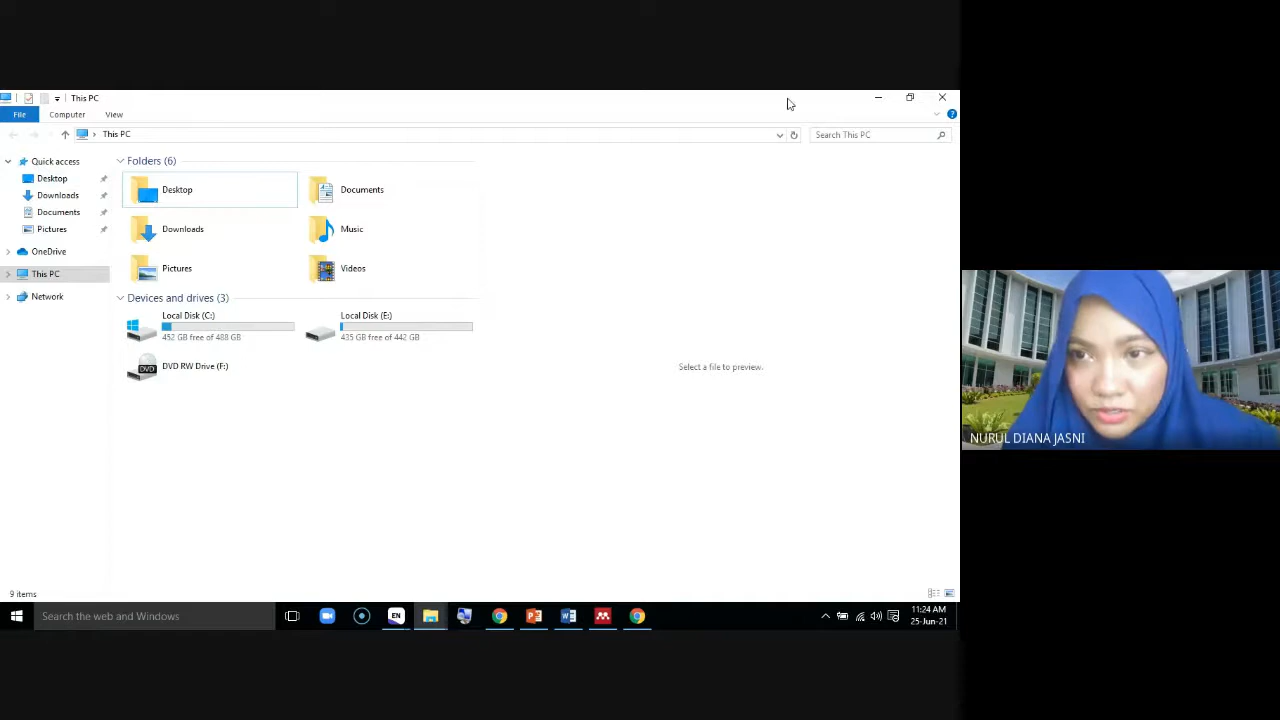 This PC
File Computer View
This PC
Search This PC
Quick access
Desktop
Downloads
Documents
Pictures
OneDrive
This PC
Network
Folders (6)
Desktop
Documents
Downloads
Music
Pictures
Videos
Devices and drives (3)
Local Disk (C:)
452 GB free of 488 GB
Local Disk (E:)
435 GB free of 442 GB
DVD
DVD RW Drive (F:)
Select a file to preview.
NURUL DIANA JASNI
9 items
Search the web and Windows
EN
11:24 AM
25-Jun-21